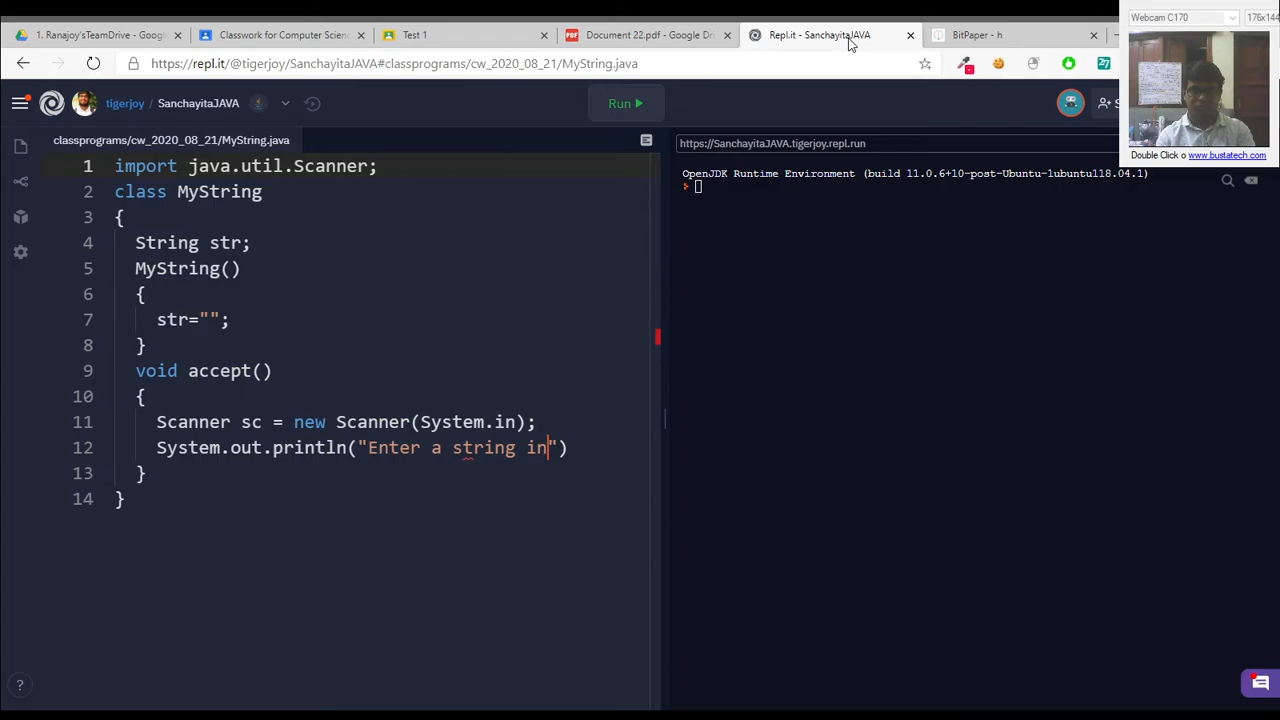 Webcam C170
176x144
1. Ranajoy'sTeamDrive - Googl
Classwork for Computer Scien
Test 1
Document 22.pdf - Google Dri
Repl.it - SanchayitaJAVA
BitPaper - h
https://repl.it/@tigerjoy/SanchayitaJAVA#classprograms/cw_2020_08_21/MyString.java
27
tigerjoy / SanchayitaJAVA
Run
S
Double Click o www.bustatech.com
classprograms/cw_2020_08_21/MyString.java
https://SanchayitaJAVA.tigerjoy.repl.run
OpenJDK Runtime Environment (build 11.0.6+10-post-Ubuntu-1ubuntu118.04.1)
>
1 import java.util.Scanner;
2 class MyString
3 {
4 String str;
5 MyString()
6 {
7 str="";
8 }
9 void accept()
10 {
11 Scanner sc = new Scanner(System.in);
12 System.out.println("Enter a string in")
13 }
14 }
?